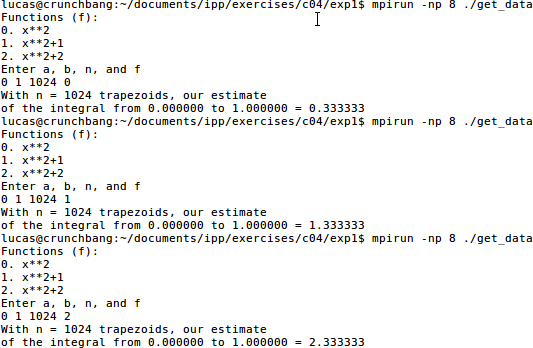 lucas@crunchbang:~/documents/ipp/exercises/c04/exp1$ mpirun -np 8 ./get_data
Functions (f):
0. x**2
1. x**2+1
2. x**2+2
Enter a, b, n, and f
0 1 1024 0
With n = 1024 trapezoids, our estimate
of the integral from 0.000000 to 1.000000 = 0.333333
lucas@crunchbang:~/documents/ipp/exercises/c04/exp1$ mpirun -np 8 ./get_data
Functions (f):
0. x**2
1. x**2+1
2. x**2+2
Enter a, b, n, and f
0 1 1024 1
With n = 1024 trapezoids, our estimate
of the integral from 0.000000 to 1.000000 = 1.333333
lucas@crunchbang:~/documents/ipp/exercises/c04/exp1$ mpirun -np 8 ./get_data
Functions (f):
0. x**2
1. x**2+1
2. x**2+2
Enter a, b, n, and f
0 1 1024 2
With n = 1024 trapezoids, our estimate
of the integral from 0.000000 to 1.000000 = 2.333333